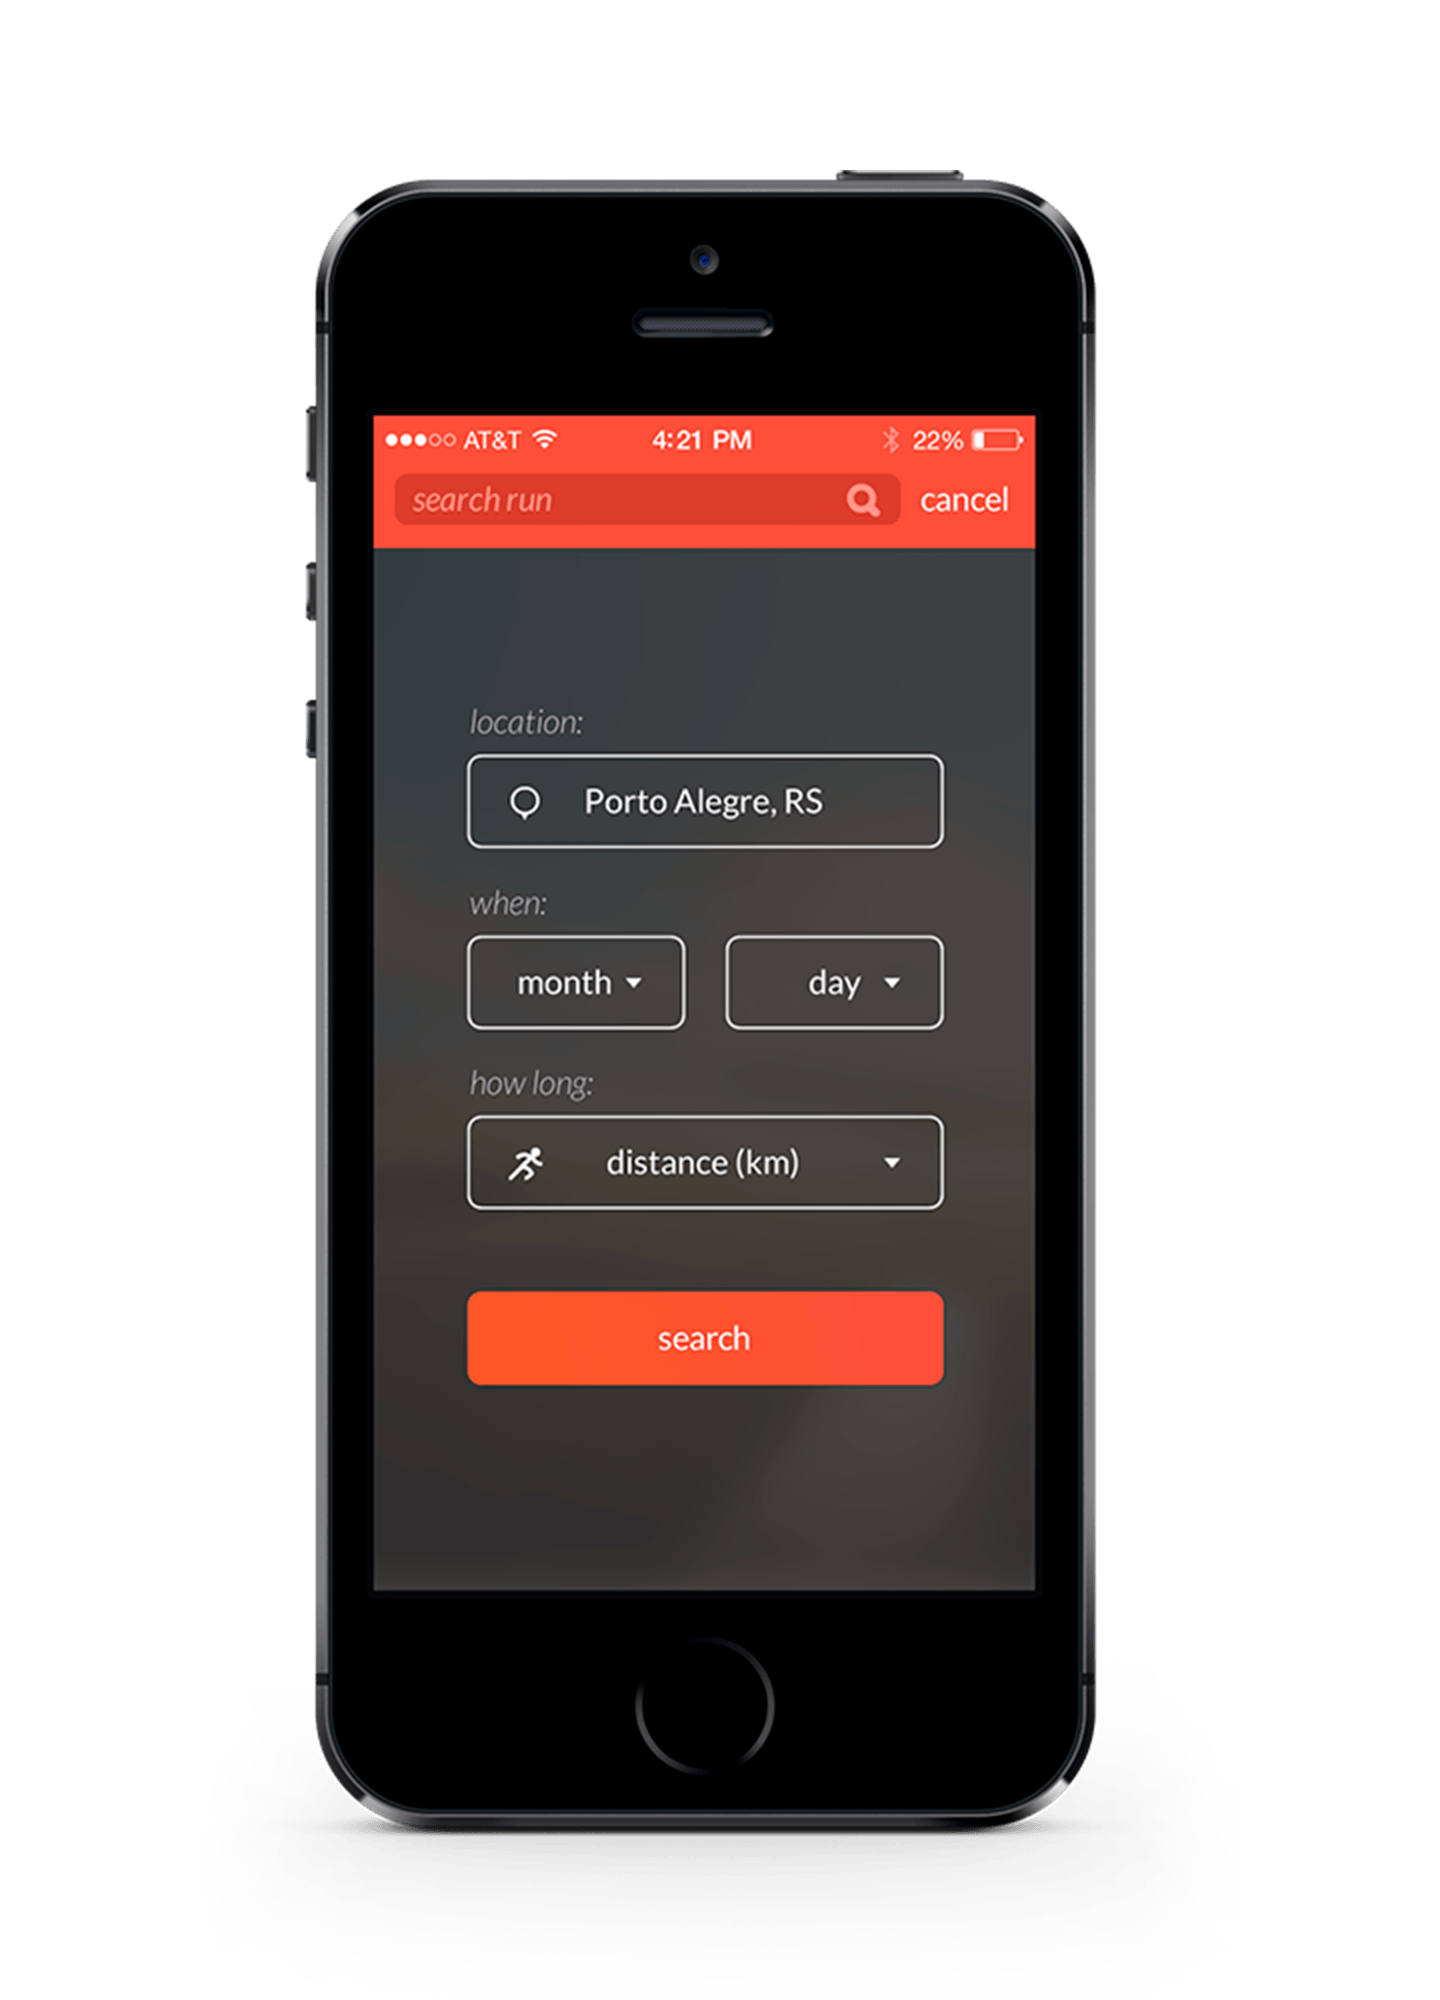 AT&T 4:21 PM 22%
search run cancel
location:
Porto Alegre, RS
when:
month day
how long:
distance (km)
search